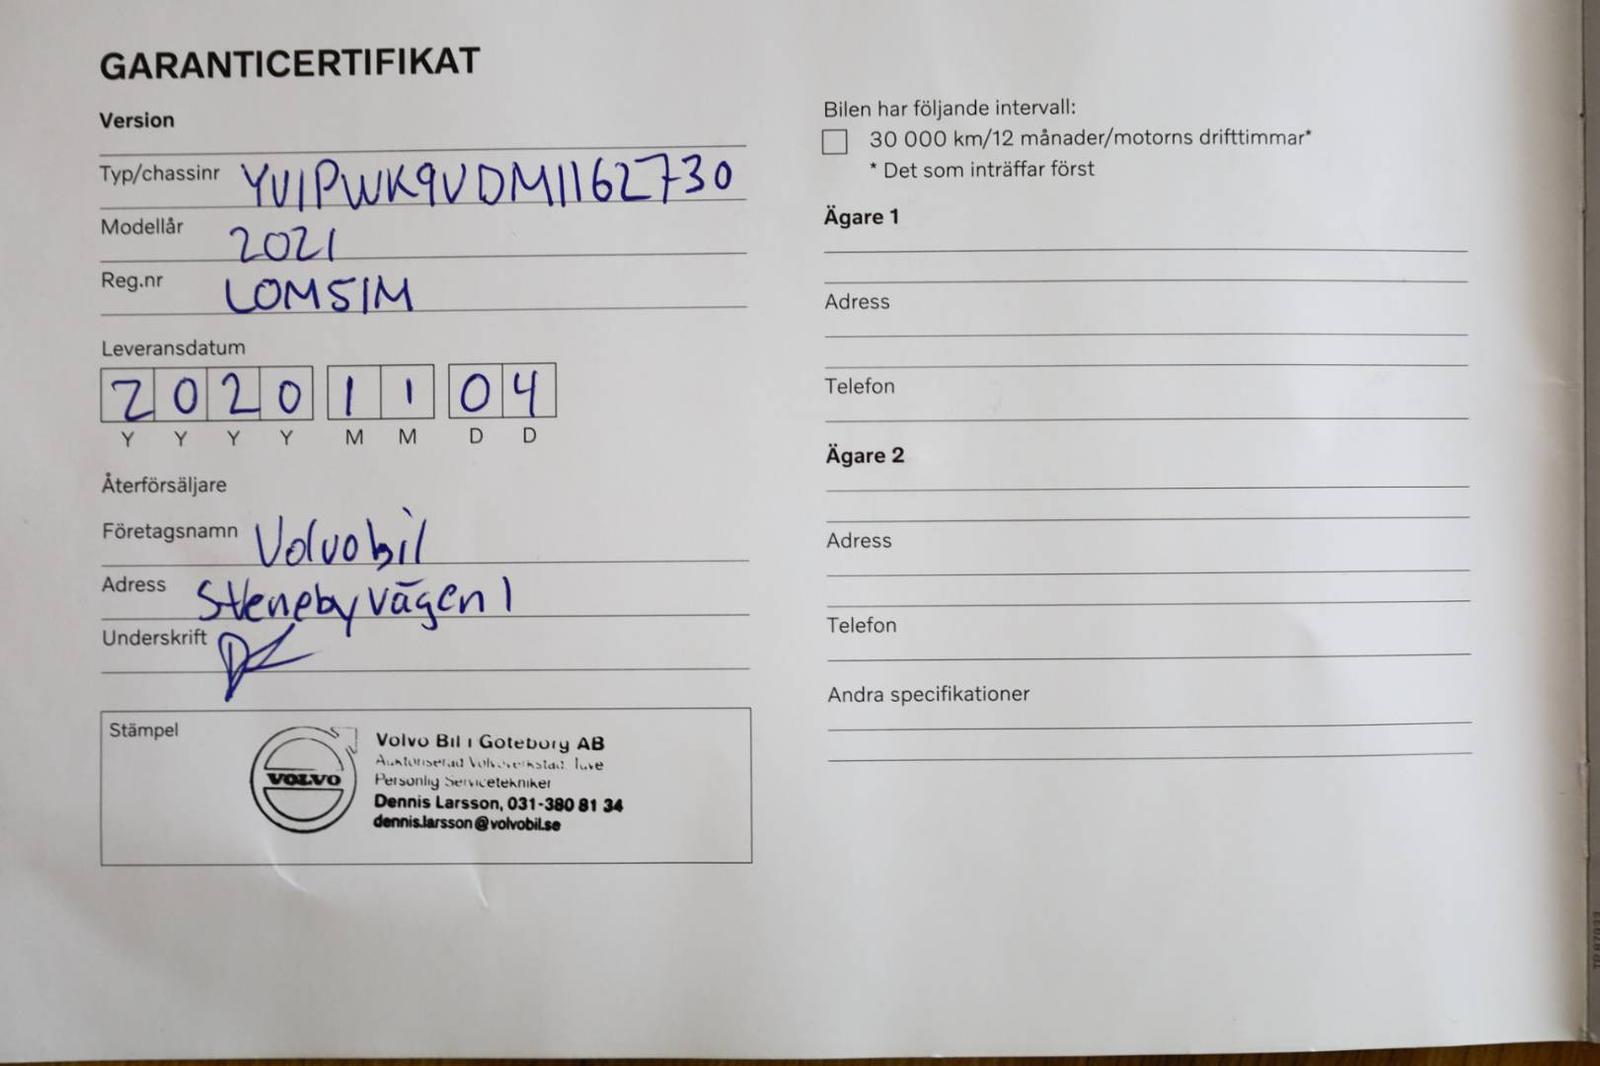 GARANTICERTIFIKAT
Version
Typ/chassinr YV1PWK9VDM1162730
Modellår 2021
Reg.nr LOM51M
Leveransdatum
2020 11 04
Y Y Y Y M M D D
Återförsäljare
Företagsnamn Volvobil
Adress Stenebyvägen 1
Underskrift
Stämpel
VOLVO
Volvo Bil i Göteborg AB
Auktoriserad Volvoverkstad, Tuve
Personlig Servicetekniker
Dennis Larsson, 031-380 81 34
dennis.larsson@volvobil.se
Bilen har följande intervall:
30 000 km/12 månader/motorns drifttimmar*
* Det som inträffar först
Ägare 1
Adress
Telefon
Ägare 2
Adress
Telefon
Andra specifikationer